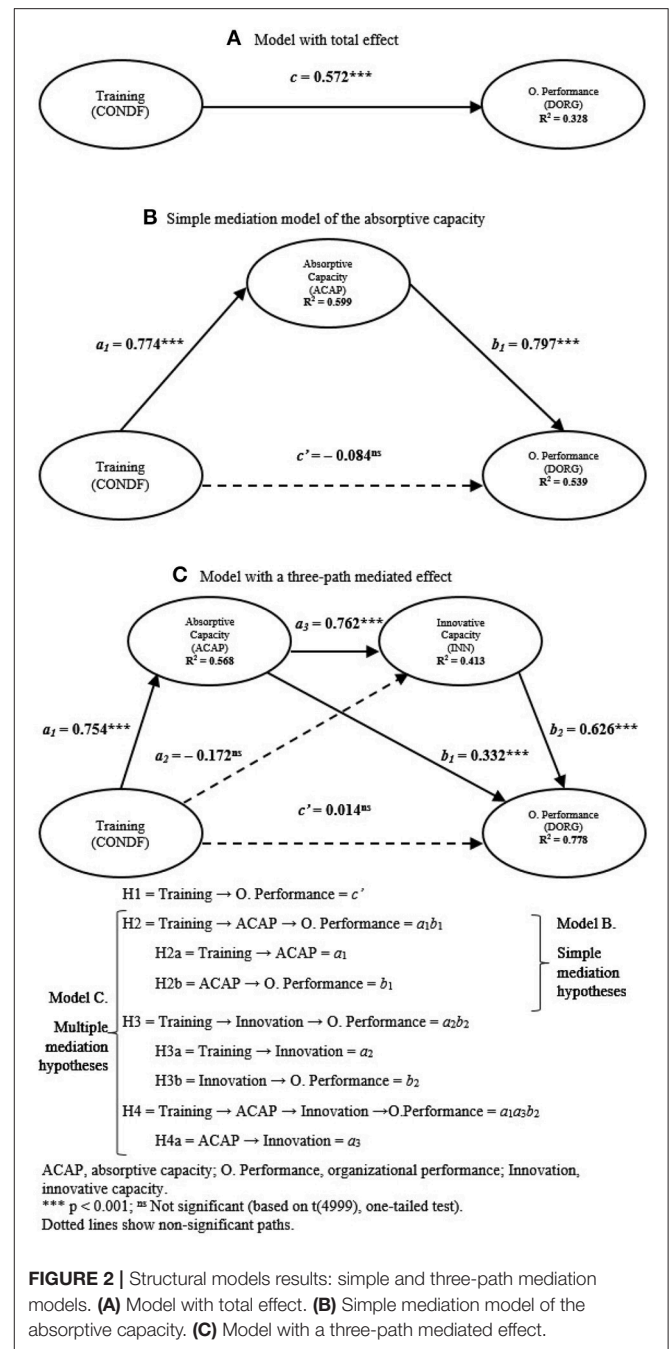 A Model with total effect
c = 0.572***
Training
(CONDF)
O. Performance
(DORG)
R² = 0.328
B Simple mediation model of the absorptive capacity
Absorptive
Capacity
(ACAP)
R² = 0.599
a₁ = 0.774***
b₁ = 0.797***
c’ = – 0.084ⁿˢ
Training
(CONDF)
O. Performance
(DORG)
R² = 0.539
C Model with a three-path mediated effect
Absorptive
Capacity
(ACAP)
R² = 0.568
a₃ = 0.762***
Innovative
Capacity
(INN)
R² = 0.413
a₁ = 0.754***
a₂ = – 0.172ⁿˢ
b₁ = 0.332***
b₂ = 0.626***
c’ = 0.014ⁿˢ
Training
(CONDF)
O. Performance
(DORG)
R² = 0.778
H1 = Training → O. Performance = c’
H2 = Training → ACAP → O. Performance = a₁b₁
H2a = Training → ACAP = a₁
H2b = ACAP → O. Performance = b₁
Model B.
Simple
mediation
hypotheses
Model C.
Multiple
mediation
hypotheses
H3 = Training → Innovation → O. Performance = a₂b₂
H3a = Training → Innovation = a₂
H3b = Innovation → O. Performance = b₂
H4 = Training → ACAP → Innovation →O.Performance = a₁a₃b₂
H4a = ACAP → Innovation = a₃
ACAP, absorptive capacity; O. Performance, organizational performance; Innovation,
innovative capacity.
*** p < 0.001; ⁿˢ Not significant (based on t(4999), one-tailed test).
Dotted lines show non-significant paths.
FIGURE 2 | Structural models results: simple and three-path mediation
models. (A) Model with total effect. (B) Simple mediation model of the
absorptive capacity. (C) Model with a three-path mediated effect.